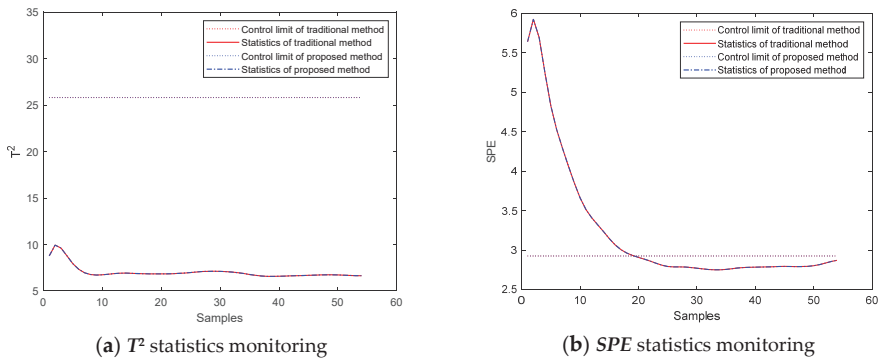 35
30
25
20
15
10
5
T²
0
10
20
30
40
50
60
Samples
Control limit of traditional method
Statistics of traditional method
Control limit of proposed method
Statistics of proposed method
(a) T² statistics monitoring
6
5.5
5
4.5
4
3.5
3
2.5
SPE
0
10
20
30
40
50
60
Samples
Control limit of traditional method
Statistics of traditional method
Control limit of proposed method
Statistics of proposed method
(b) SPE statistics monitoring